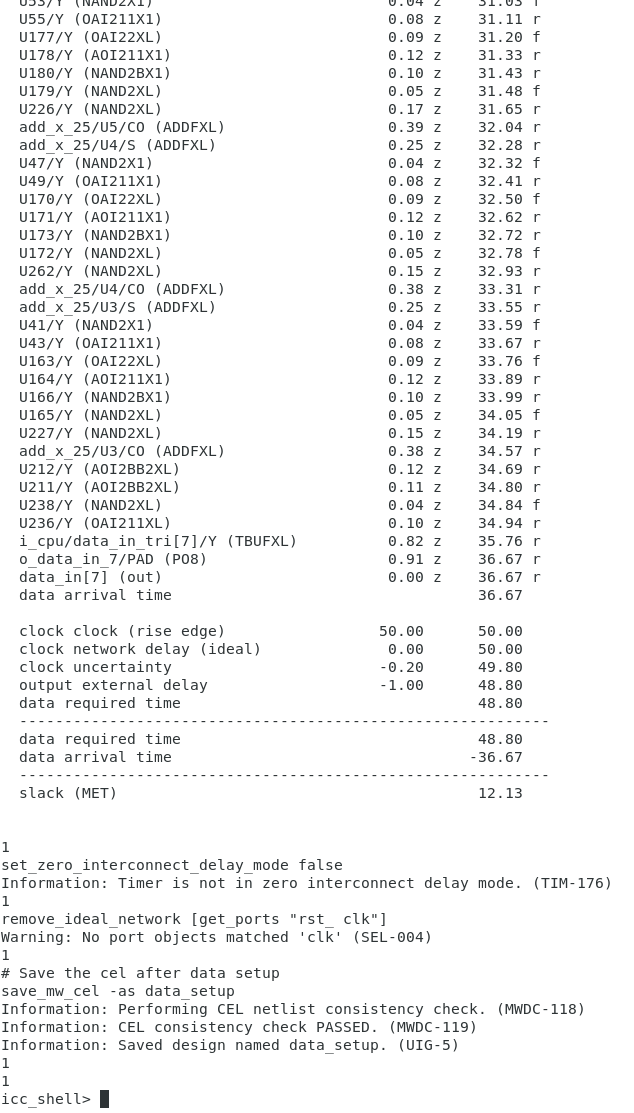 U53/Y (NAND2X1) 0.04 z 31.03 f
U55/Y (OAI211X1) 0.08 z 31.11 r
U177/Y (OAI22XL) 0.09 z 31.20 f
U178/Y (AOI211X1) 0.12 z 31.33 r
U180/Y (NAND2BX1) 0.10 z 31.43 r
U179/Y (NAND2XL) 0.05 z 31.48 f
U226/Y (NAND2XL) 0.17 z 31.65 r
add_x_25/U5/CO (ADDFXL) 0.39 z 32.04 r
add_x_25/U4/S (ADDFXL) 0.25 z 32.28 r
U47/Y (NAND2X1) 0.04 z 32.32 f
U49/Y (OAI211X1) 0.08 z 32.41 r
U170/Y (OAI22XL) 0.09 z 32.50 f
U171/Y (AOI211X1) 0.12 z 32.62 r
U173/Y (NAND2BX1) 0.10 z 32.72 r
U172/Y (NAND2XL) 0.05 z 32.78 f
U262/Y (NAND2XL) 0.15 z 32.93 r
add_x_25/U4/CO (ADDFXL) 0.38 z 33.31 r
add_x_25/U3/S (ADDFXL) 0.25 z 33.55 r
U41/Y (NAND2X1) 0.04 z 33.59 f
U43/Y (OAI211X1) 0.08 z 33.67 r
U163/Y (OAI22XL) 0.09 z 33.76 f
U164/Y (AOI211X1) 0.12 z 33.89 r
U166/Y (NAND2BX1) 0.10 z 33.99 r
U165/Y (NAND2XL) 0.05 z 34.05 f
U227/Y (NAND2XL) 0.15 z 34.19 r
add_x_25/U3/CO (ADDFXL) 0.38 z 34.57 r
U212/Y (AOI2BB2XL) 0.12 z 34.69 r
U211/Y (AOI2BB2XL) 0.11 z 34.80 r
U238/Y (NAND2XL) 0.04 z 34.84 f
U236/Y (OAI211XL) 0.10 z 34.94 r
i_cpu/data_in_tri[7]/Y (TBUFXL) 0.82 z 35.76 r
o_data_in_7/PAD (PO8) 0.91 z 36.67 r
data_in[7] (out) 0.00 z 36.67 r
data arrival time 36.67
clock clock (rise edge) 50.00 50.00
clock network delay (ideal) 0.00 50.00
clock uncertainty -0.20 49.80
output external delay -1.00 48.80
data required time 48.80
-----------------------------------------------------------
data required time 48.80
data arrival time -36.67
-----------------------------------------------------------
slack (MET) 12.13
1
set_zero_interconnect_delay_mode false
Information: Timer is not in zero interconnect delay mode. (TIM-176)
1
remove_ideal_network [get_ports "rst_ clk"]
Warning: No port objects matched 'clk' (SEL-004)
1
# Save the cel after data setup
save_mw_cel -as data_setup
Information: Performing CEL netlist consistency check. (MWDC-118)
Information: CEL consistency check PASSED. (MWDC-119)
Information: Saved design named data_setup. (UIG-5)
1
1
icc_shell>